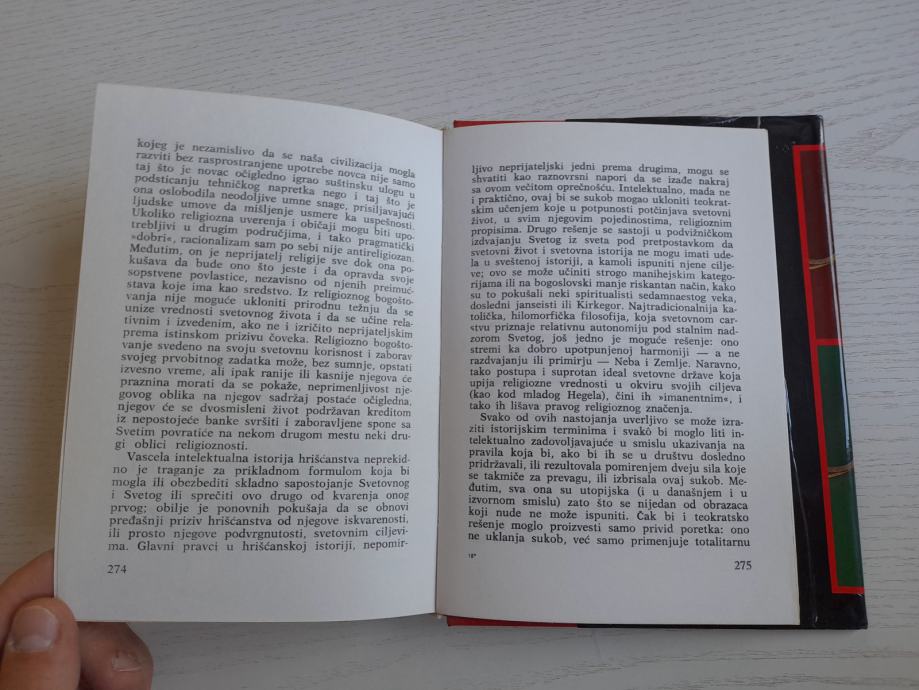 kojeg je nezamislivo da se naša civilizacija mogla
razviti bez rasprostranjene upotrebe novca nije samo
taj što je novac očigledno igrao suštinsku ulogu u
podsticanju tehničkog napretka nego i taj što je
ona oslobodila neodoljive umne snage, prisiljavajući
ljudske umove da mišljenje usmere ka uspešnosti.
Ukoliko religiozna uverenja i običaji mogu biti upo-
trebljivi u drugim područjima, i tako pragmatički
»dobri«, racionalizam sam po sebi nije antireligiozan.
Međutim, on je neprijatelj religije sve dok ona po-
kušava da bude ono što jeste i da opravda svoje
sopstvene povlastice, nezavisno od njenih preimuć-
stava koje ima kao sredstvo. Iz religioznog bogošto-
vanja nije moguće ukloniti prirodnu težnju da se
unize vrednosti svetovnog života i da se učine rela-
tivnim i izvedenim, ako ne i izričito neprijateljskim
prema istinskom prizivu čoveka. Religiozno bogošto-
vanje svedeno na svoju svetovnu korisnost i zaborav
svojeg prvobitnog zadatka može, bez sumnje, opstati
izvesno vreme, ali ipak ranije ili kasnije njegova će
praznina morati da se pokaže, neprimenljivost nje-
govog oblika na njegov sadržaj postaće očigledna,
njegov će se dvosmisleni život podržavan kreditom
iz nepostojeće banke svršiti i zaboravljene spone sa
Svetim povratiće na nekom drugom mestu neki dru-
gi oblici religioznosti.
Vascela intelektualna istorija hrišćanstva neprekid-
no je traganje za prikladnom formulom koja bi
mogla ili obezbediti skladno sapostojanje Svetovnog
i Svetog ili sprečiti ovo drugo od kvarenja onog
prvog; obilje je ponovnih pokušaja da se obnovi
pređašnji priziv hrišćanstva od njegove iskvarenosti,
ili prosto njegove podvrgnutosti, svetovnim ciljevi-
ma. Glavni pravci u hrišćanskoj istoriji, nepomir-
274
ljivo neprijateljski jedni prema drugima, mogu se
shvatiti kao raznovrsni napori da se izađe nakraj
sa ovom večitom oprečnošću. Intelektualno, mada ne
i praktično, ovaj bi se sukob mogao ukloniti teokrat-
skim učenjem koje u potpunosti potčinjava svetovni
život, u svim njegovim pojedinostima, religioznim
propisima. Drugo rešenje se sastoji u podvižničkom
izdvajanju Svetog iz sveta pod pretpostavkom da
svetovni život i svetovna istorija ne mogu imati ude-
la u sveštenoj istoriji, a kamoli ispuniti njene cilje-
ve; ovo se može učiniti strogo manihejskim katego-
rijama ili na bogoslovski manje riskantan način, kako
su to pokušali neki spiritualisti sedamnaestog veka,
dosledni jansenisti ili Kirkegor. Najtradicionalnija ka-
tolička, hilomorfička filosofija, koja svetovnom car-
stvu priznaje relativnu autonomiju pod stalnim nad-
zorom Svetog, još jedno je moguće rešenje: ono
stremi ka dobro upotpunjenoj harmoniji — a ne
razdvajanju ili primirju — Neba i Zemlje. Naravno,
tako postupa i suprotan ideal svetovne države koja
upija religiozne vrednosti u okviru svojih ciljeva
(kao kod mladog Hegela), čini ih »imanentnim«, i
tako ih lišava pravog religioznog značenja.
Svako od ovih nastojanja uverljivo se može izra-
ziti istorijskim terminima i svako bi moglo liti in-
telektualno zadovoljavajuće u smislu ukazivanja na
pravila koja bi, ako bi ih se u društvu dosledno
pridržavali, ili rezultovala pomirenjem dveju sila koje
se takmiče za prevagu, ili izbrisala ovaj sukob. Me-
đutim, sva ona su utopijska (i u današnjem i u
izvornom smislu) zato što se nijedan od obrazaca
koji nude ne može ispuniti. Čak bi i teokratsko
rešenje moglo proizvesti samo privid poretka: ono
ne uklanja sukob, već samo primenjuje totalitarnu
18*
275